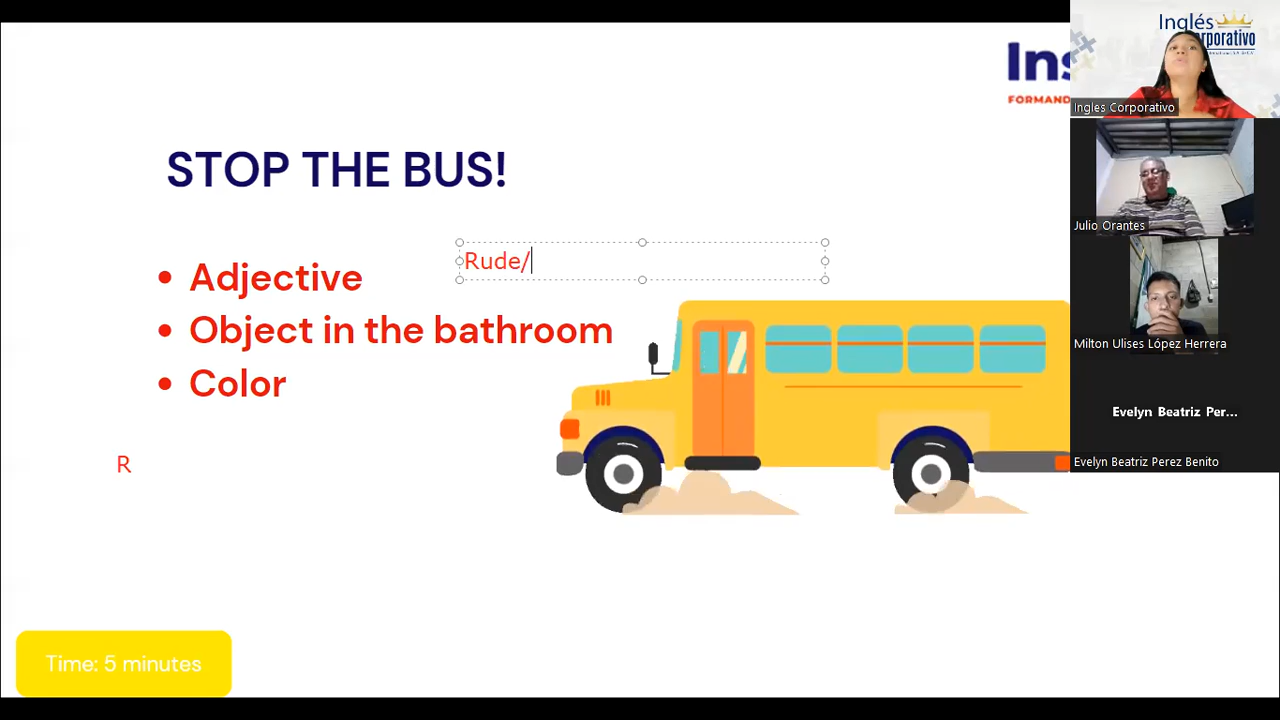 Ins
FORMAND
STOP THE BUS!
Rude/
• Adjective
• Object in the bathroom
• Color
R
Time: 5 minutes
Inglés
Corporativo
Ingles Corporativo
Julio Orantes
Milton Ulises López Herrera
Evelyn Beatriz Per...
Evelyn Beatriz Perez Benito